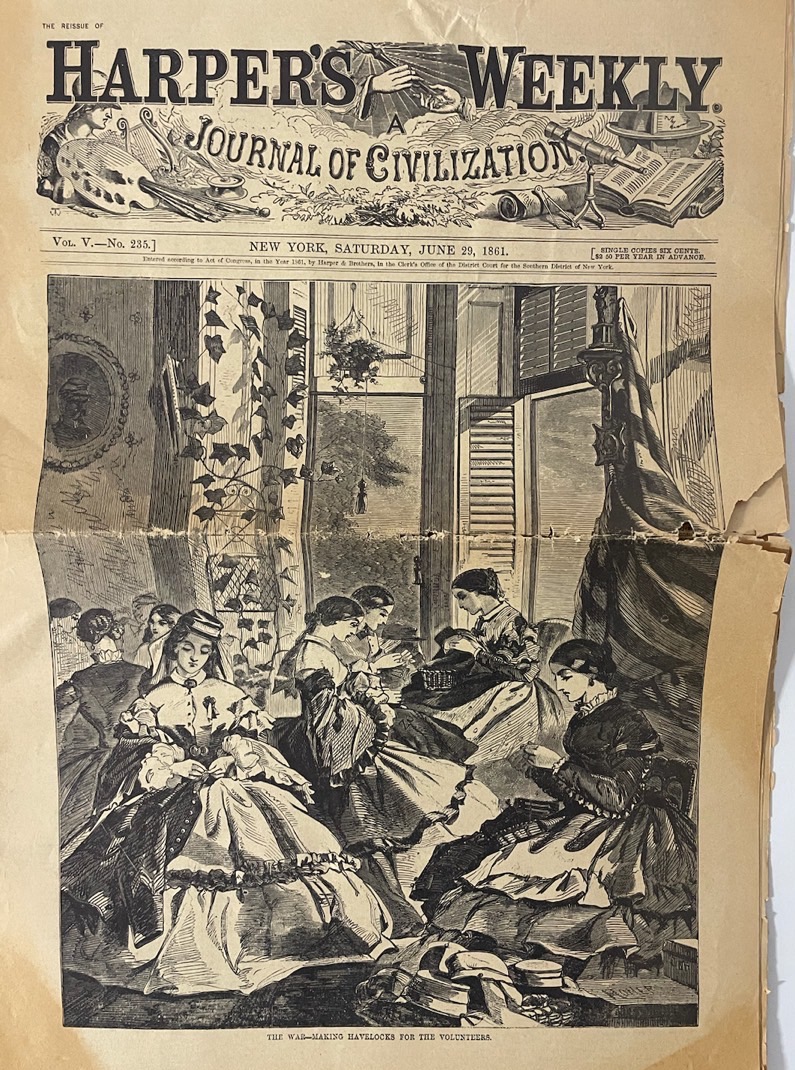 THE REISSUE OF
HARPER'S WEEKLY.
A
JOURNAL OF CIVILIZATION.
VOL. V.—NO. 235.]
NEW YORK, SATURDAY, JUNE 29, 1861.
[SINGLE COPIES SIX CENTS.
$2 50 PER YEAR IN ADVANCE.
Entered according to Act of Congress, in the Year 1861, by Harper & Brothers, in the Clerk's Office of the District Court for the Southern District of New York.
HOMER
THE WAR—MAKING HAVELOCKS FOR THE VOLUNTEERS.